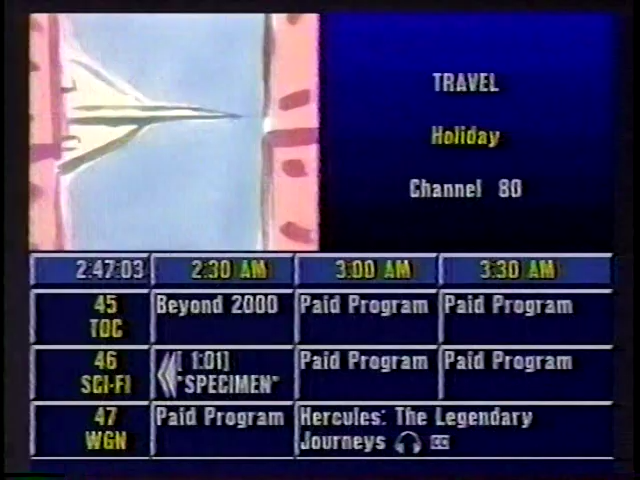 TRAVEL
Holiday
Channel 80
2:47:03 2:30 AM 3:00 AM 3:30 AM
45 TOC Beyond 2000 Paid Program Paid Program
46 SCI-FI [ 1:01] "SPECIMEN" Paid Program Paid Program
47 WGN Paid Program Hercules: The Legendary Journeys CC